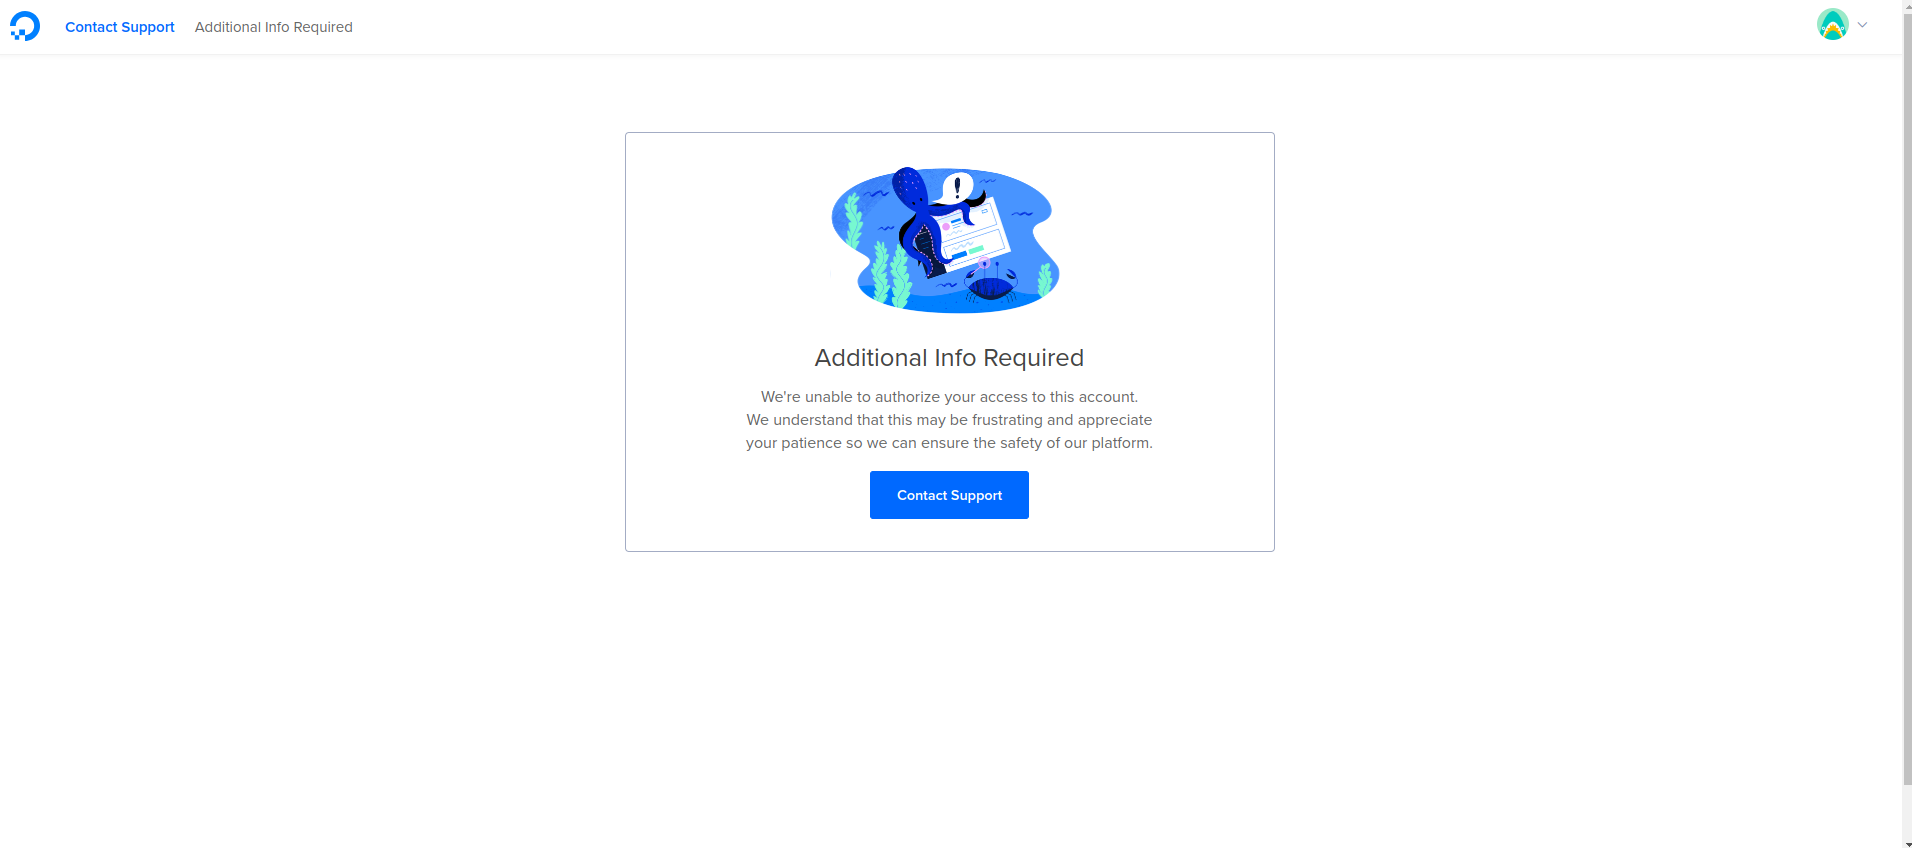 Contact Support
Additional Info Required
Additional Info Required
We're unable to authorize your access to this account.
We understand that this may be frustrating and appreciate
your patience so we can ensure the safety of our platform.
Contact Support